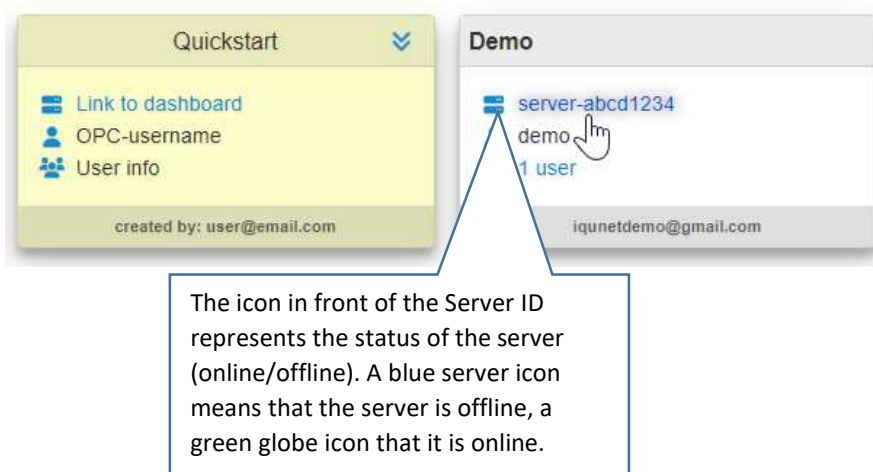 Quickstart
Link to dashboard
OPC-username
User info
created by: user@email.com
Demo
server-abcd1234
demo
1 user
iqunetdemo@gmail.com
The icon in front of the Server ID
represents the status of the server
(online/offline). A blue server icon
means that the server is offline, a
green globe icon that it is online.